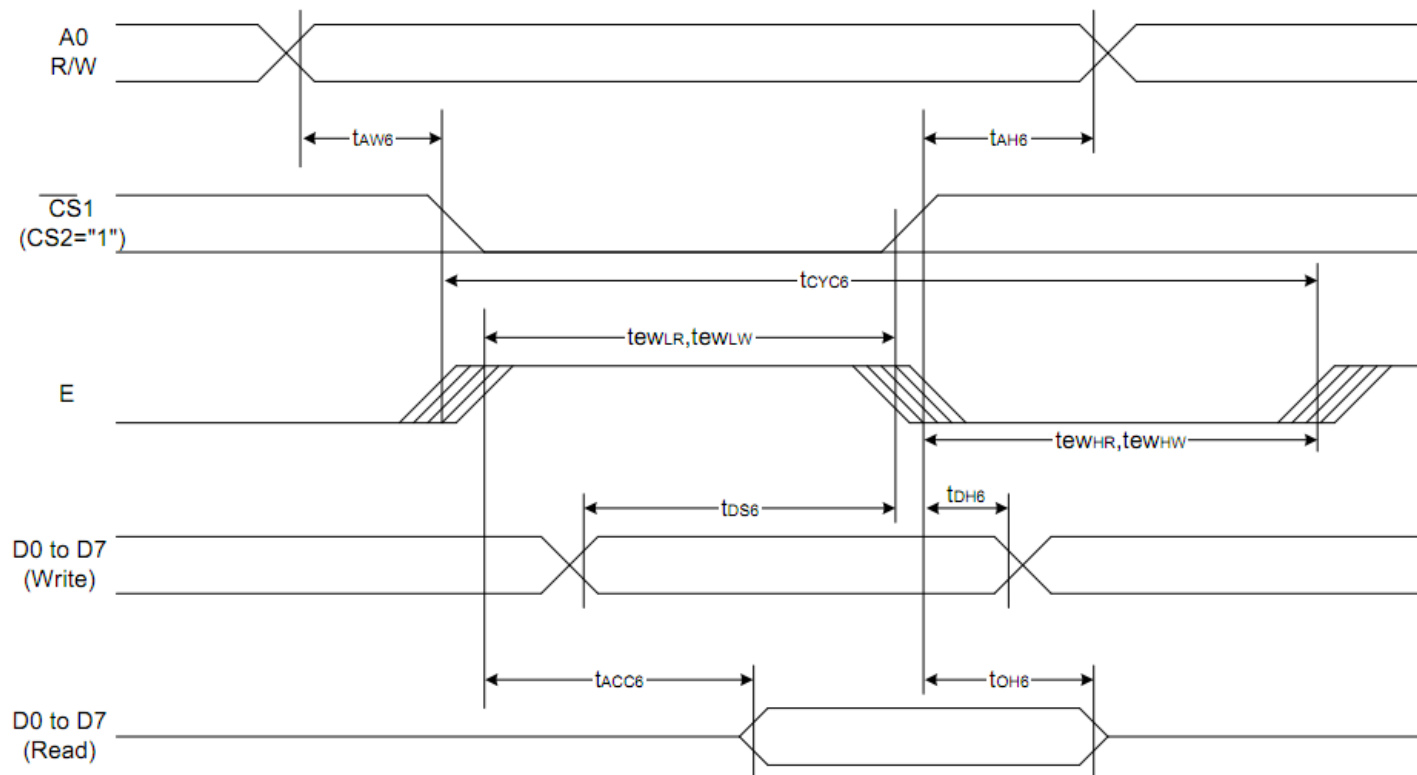 A0
R/W
tAW6
tAH6
CS1
(CS2="1")
tCYC6
tewLR,tewLW
E
tewHR,tewHW
tDS6
tDH6
D0 to D7
(Write)
tACC6
tOH6
D0 to D7
(Read)